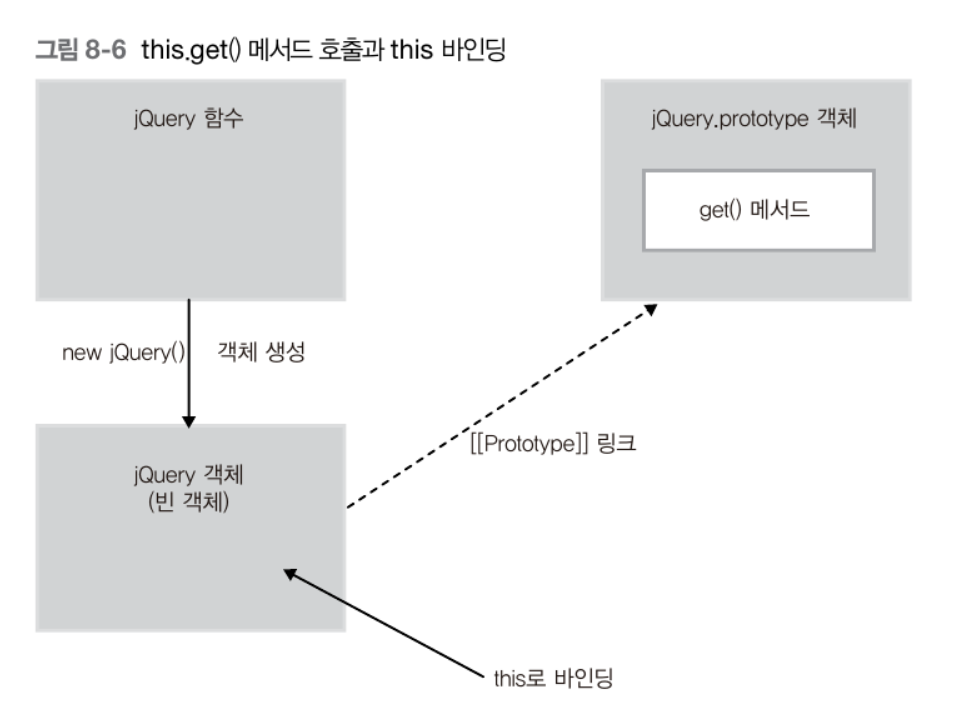 그림 8-6 this.get() 메서드 호출과 this 바인딩
jQuery 함수
jQuery.prototype 객체
get() 메서드
new jQuery() 객체 생성
[[Prototype]] 링크
jQuery 객체
(빈 객체)
this로 바인딩